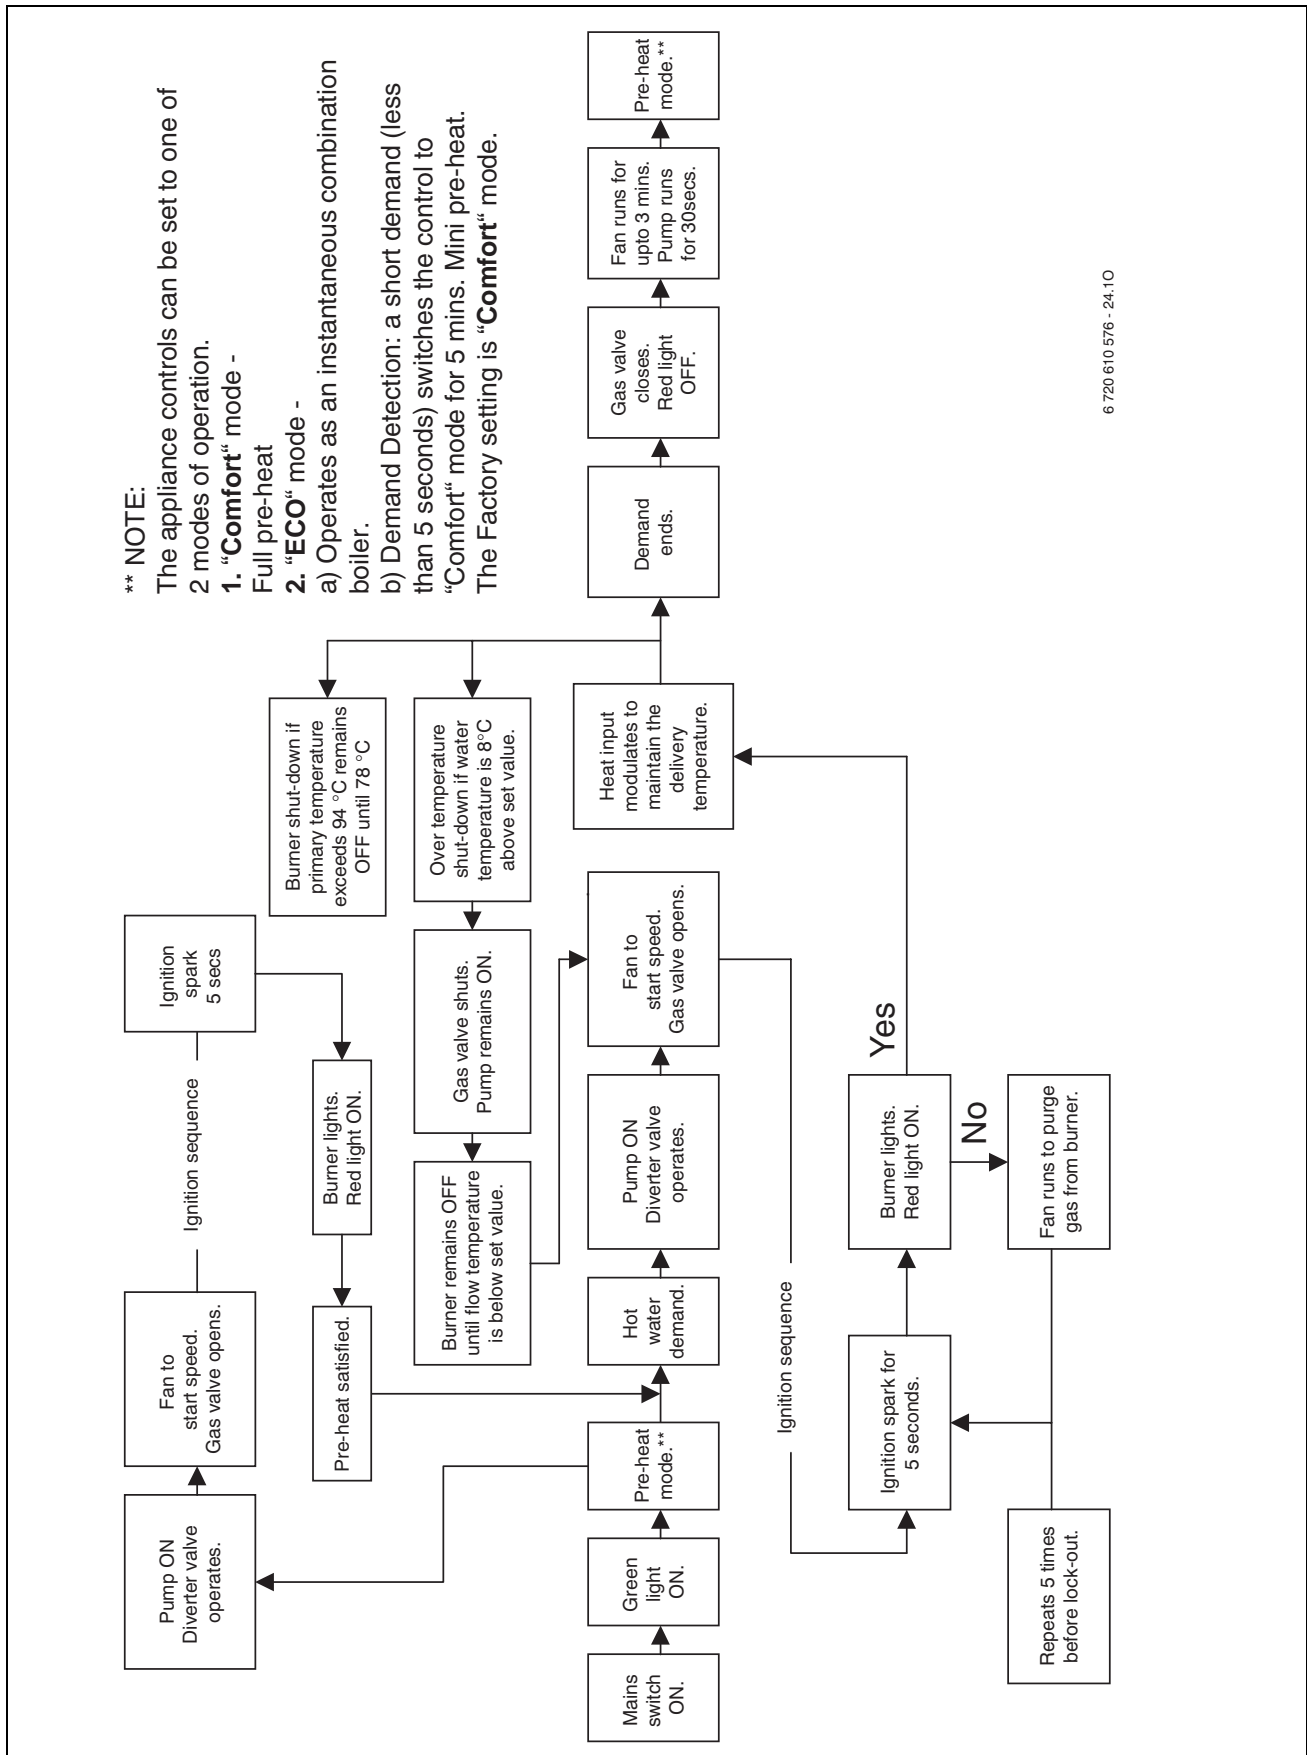 ** NOTE:
The appliance controls can be set to one of
2 modes of operation.
1. “Comfort“ mode -
Full pre-heat
2. “ECO“ mode -
a) Operates as an instantaneous combination
boiler.
b) Demand Detection: a short demand (less
than 5 seconds) switches the control to
“Comfort“ mode for 5 mins. Mini pre-heat.
The Factory setting is “Comfort“ mode.
Pump ON
Diverter valve
operates.
Fan to
start speed.
Gas valve opens.
Ignition sequence
Ignition
spark
5 secs
Burner lights.
Red light ON.
Pre-heat satisfied.
Burner shut-down if
primary temperature
exceeds 94 °C remains
OFF until 78 °C
Over temperature
shut-down if water
temperature is 8°C
above set value.
Gas valve shuts.
Pump remains ON.
Burner remains OFF
until flow temperature
is below set value.
Mains
switch
ON.
Green
light
ON.
Pre-heat
mode.**
Hot
water
demand.
Pump ON
Diverter valve
operates.
Fan to
start speed.
Gas valve opens.
Heat input
modulates to
maintain the
delivery
temperature.
Demand
ends.
Gas valve
closes.
Red light
OFF.
Fan runs for
upto 3 mins.
Pump runs
for 30secs.
Pre-heat
mode.**
Ignition sequence
Ignition spark for
5 seconds.
Burner lights.
Red light ON.
Yes
No
Repeats 5 times
before lock-out.
Fan runs to purge
gas from burner.
6 720 610 576 - 24.1O